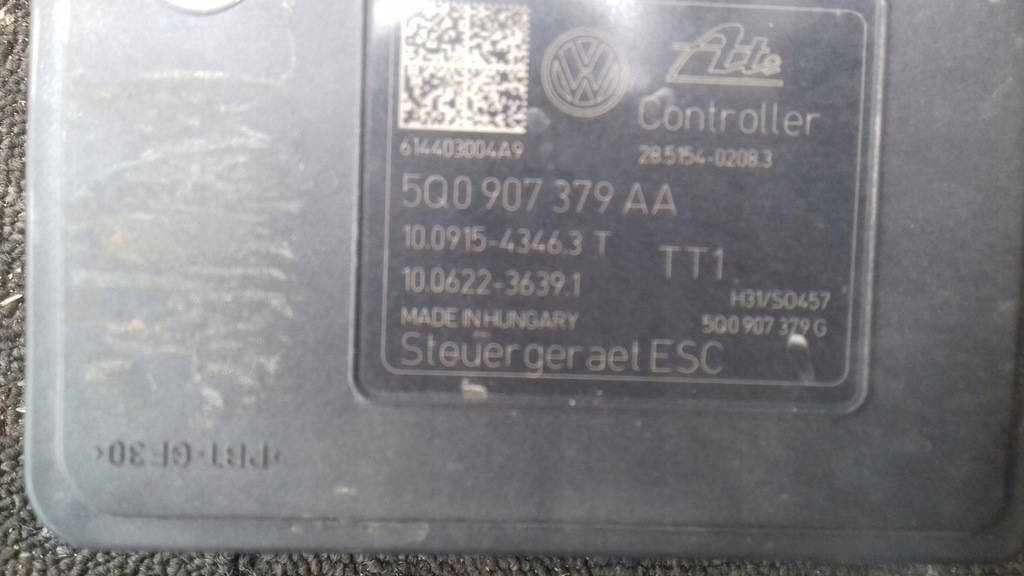 VW
Ate
Controller
614403004A9
28.5154-0208.3
5Q0 907 379 AA
10.0915-4346.3 T
TT1
10.0622-3639.1
H31/S0457
MADE IN HUNGARY
5Q0 907 379 G
Steuergeraet ESC
>PBT-GF30<